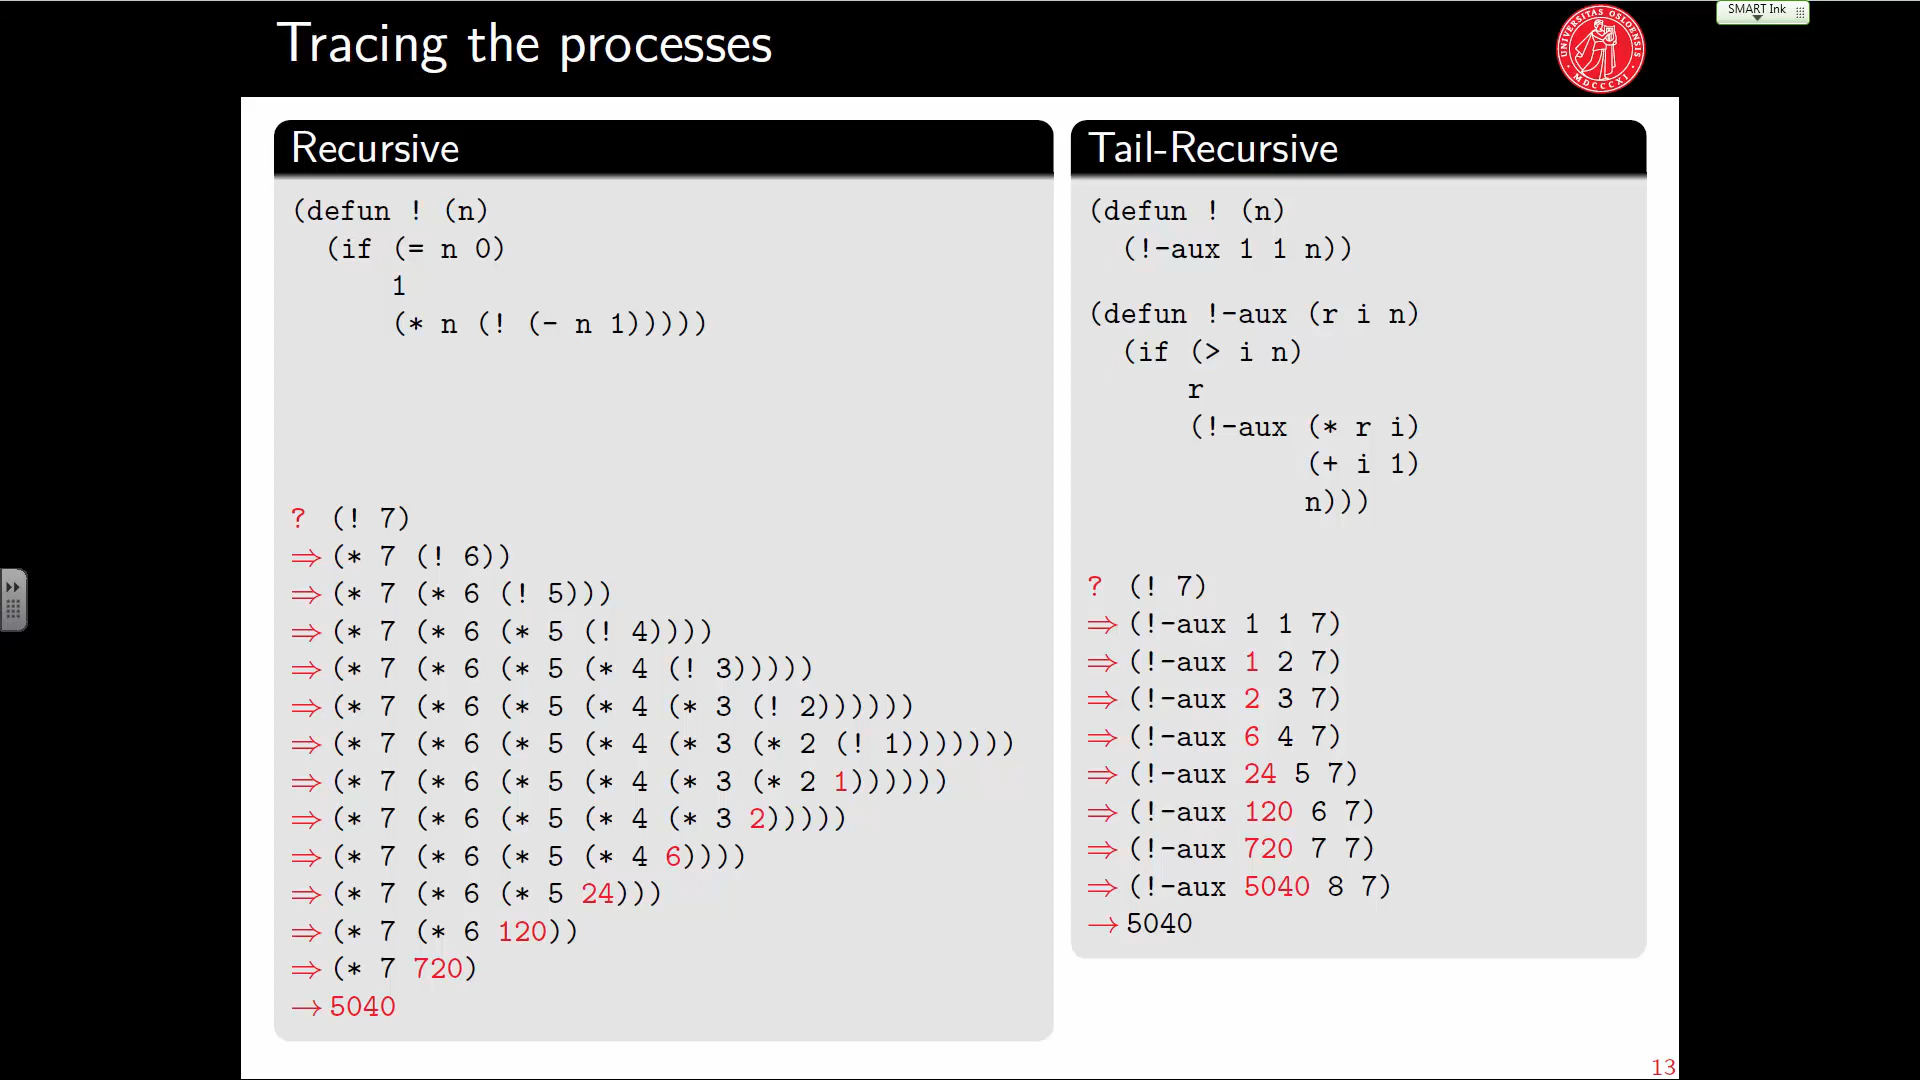 SMART Ink
Tracing the processes
UNIVERSITAS OSLOENSIS
MDCCCXI
Recursive
(defun ! (n)
  (if (= n 0)
      1
      (* n (! (- n 1)))))
? (! 7)
⇒ (* 7 (! 6))
⇒ (* 7 (* 6 (! 5)))
⇒ (* 7 (* 6 (* 5 (! 4))))
⇒ (* 7 (* 6 (* 5 (* 4 (! 3)))))
⇒ (* 7 (* 6 (* 5 (* 4 (* 3 (! 2))))))
⇒ (* 7 (* 6 (* 5 (* 4 (* 3 (* 2 (! 1)))))))
⇒ (* 7 (* 6 (* 5 (* 4 (* 3 (* 2 1))))))
⇒ (* 7 (* 6 (* 5 (* 4 (* 3 2)))))
⇒ (* 7 (* 6 (* 5 (* 4 6))))
⇒ (* 7 (* 6 (* 5 24)))
⇒ (* 7 (* 6 120))
⇒ (* 7 720)
→ 5040
Tail-Recursive
(defun ! (n)
  (!-aux 1 1 n))
(defun !-aux (r i n)
  (if (> i n)
      r
      (!-aux (* r i)
             (+ i 1)
             n)))
? (! 7)
⇒ (!-aux 1 1 7)
⇒ (!-aux 1 2 7)
⇒ (!-aux 2 3 7)
⇒ (!-aux 6 4 7)
⇒ (!-aux 24 5 7)
⇒ (!-aux 120 6 7)
⇒ (!-aux 720 7 7)
⇒ (!-aux 5040 8 7)
→ 5040
13